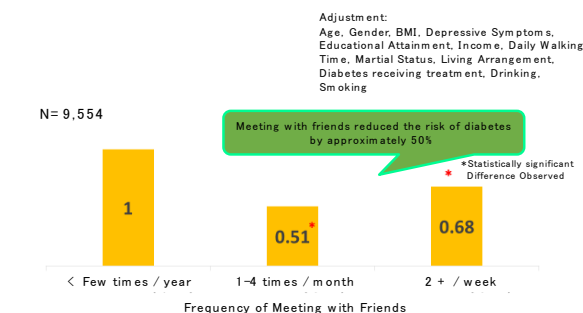 Adjustment:
Age, Gender, BMI, Depressive Symptoms,
Educational Attainment, Income, Daily Walking
Time, Martial Status, Living Arrangement,
Diabetes receiving treatment, Drinking,
Smoking
N= 9,554
Meeting with friends reduced the risk of diabetes
by approximately 50%
*Statistically significant
Difference Observed
*
1
0.51*
0.68
< Few times / year
1-4 times / month
2 + / week
Frequency of Meeting with Friends